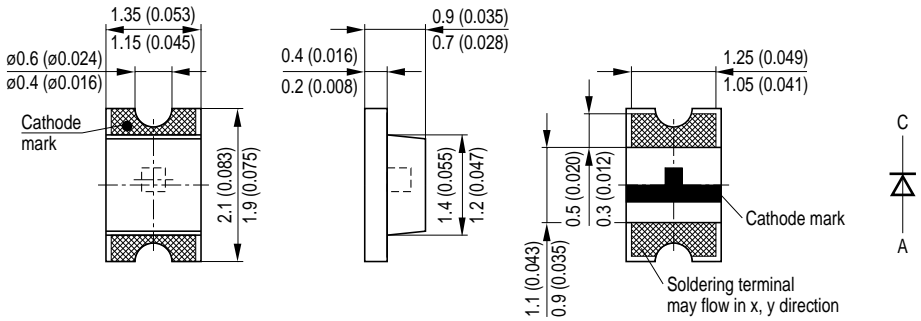 1.35 (0.053)
1.15 (0.045)
ø0.6 (ø0.024)
ø0.4 (ø0.016)
Cathode
mark
2.1 (0.083)
1.9 (0.075)
0.9 (0.035)
0.7 (0.028)
0.4 (0.016)
0.2 (0.008)
1.4 (0.055)
1.2 (0.047)
1.25 (0.049)
1.05 (0.041)
0.5 (0.020)
0.3 (0.012)
1.1 (0.043)
0.9 (0.035)
Cathode mark
Soldering terminal
may flow in x, y direction
C
A